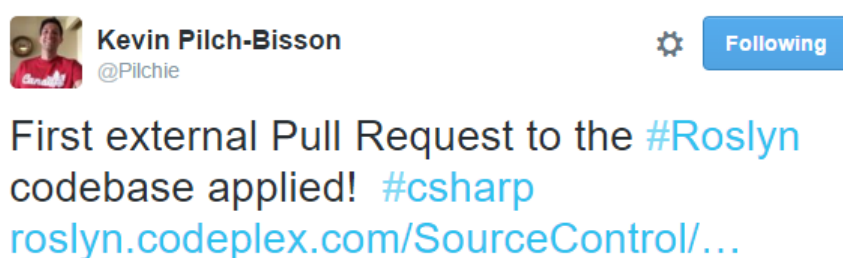 Kevin Pilch-Bisson
@Pilchie
Following
First external Pull Request to the #Roslyn
codebase applied! #csharp
roslyn.codeplex.com/SourceControl/…